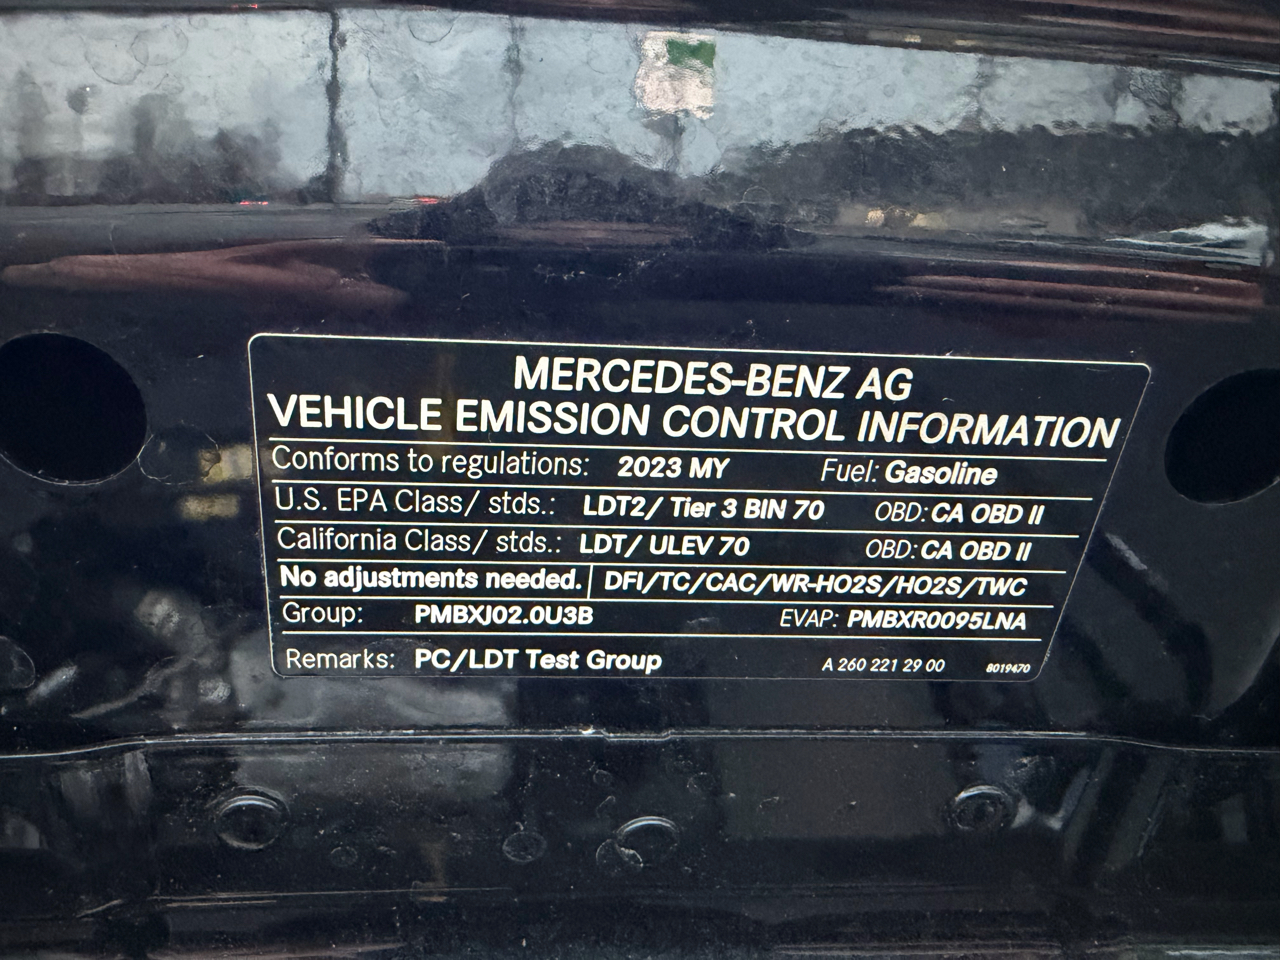 MERCEDES-BENZ AG
VEHICLE EMISSION CONTROL INFORMATION
Conforms to regulations: 2023 MY Fuel: Gasoline
U.S. EPA Class/ stds.: LDT2/ Tier 3 BIN 70 OBD: CA OBD II
California Class/ stds.: LDT/ ULEV 70 OBD: CA OBD II
No adjustments needed. DFI/TC/CAC/WR-HO2S/HO2S/TWC
Group: PMBXJ02.0U3B EVAP: PMBXR0095LNA
Remarks: PC/LDT Test Group A 260 221 29 00 8019470